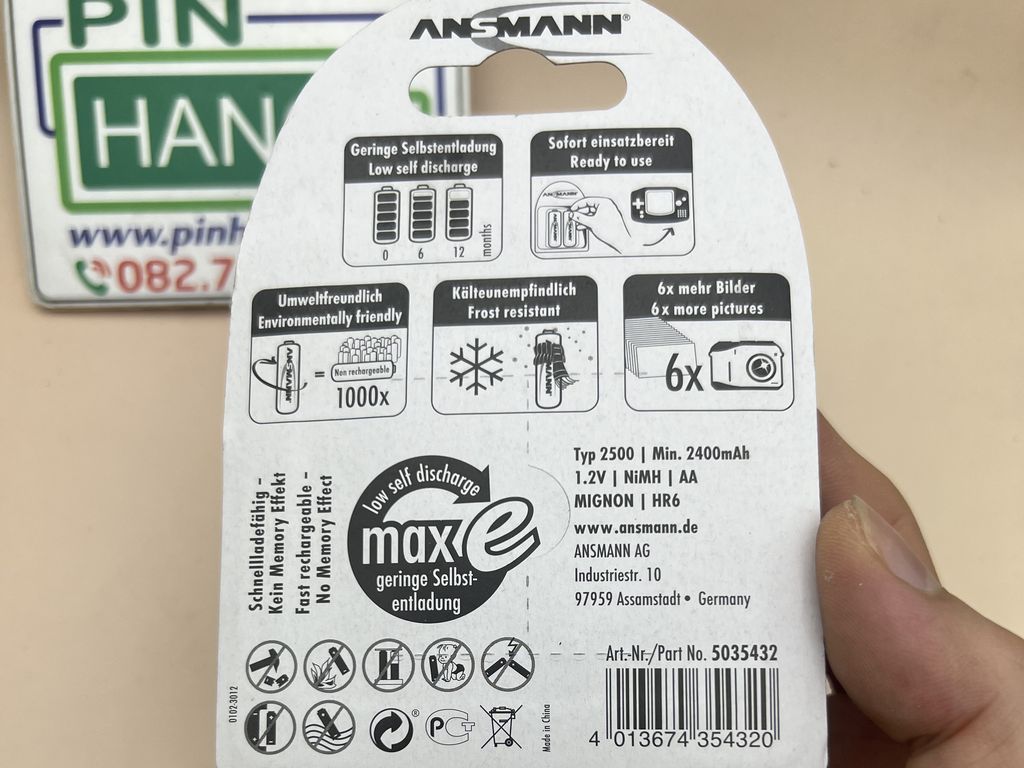 PIN
HAN
www.pinh
082.7
ANSMANN®
Geringe Selbstentladung
Low self discharge
0 6 12 months
Sofort einsatzbereit
Ready to use
ANSMANN
ANSMANN
ANSMANN
Umweltfreundlich
Environmentally friendly
ANSMANN
=
Non rechargeable
1000x
Kälteunempfindlich
Frost resistant
6x mehr Bilder
6x more pictures
6x
Schnellladefähig –
Kein Memory Effekt
Fast rechargeable –
No Memory Effect
low self discharge
max e
geringe Selbst-
entladung
Typ 2500 | Min. 2400mAh
1.2V | NiMH | AA
MIGNON | HR6
www.ansmann.de
ANSMANN AG
Industriestr. 10
97959 Assamstadt • Germany
Art.-Nr./Part No. 5035432
4 013674 354320
0102-3012
®
Made in China